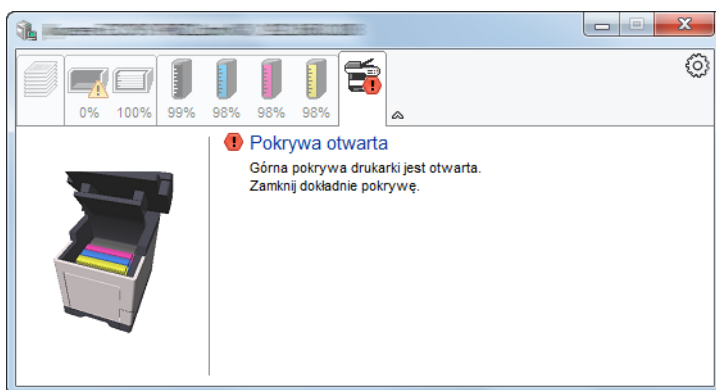 0% 100% 99% 98% 98% 98%
Pokrywa otwarta
Górna pokrywa drukarki jest otwarta.
Zamknij dokładnie pokrywę.